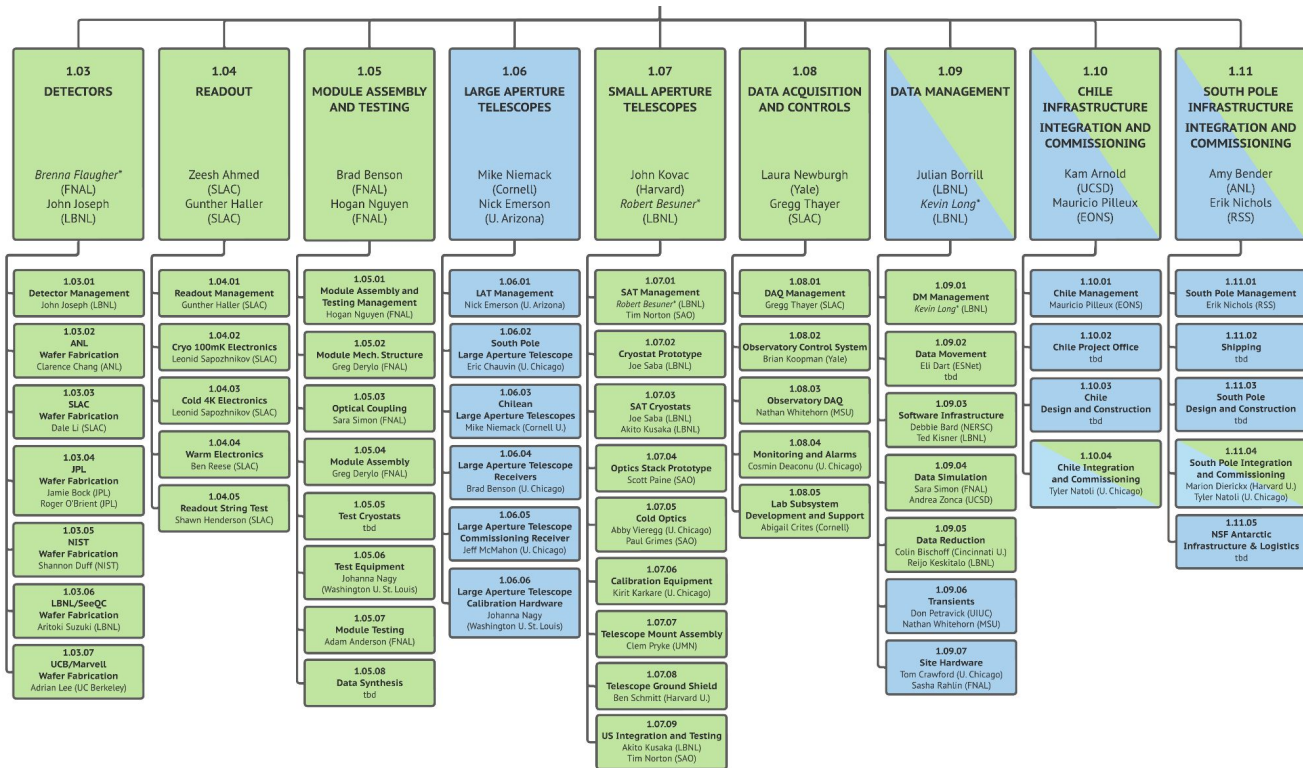 1.03
DETECTORS
Brenna Flaugher*
(FNAL)
John Joseph
(LBNL)
1.03.01
Detector Management
John Joseph (LBNL)
1.03.02
ANL
Wafer Fabrication
Clarence Chang (ANL)
1.03.03
SLAC
Wafer Fabrication
Dale Li (SLAC)
1.03.04
JPL
Wafer Fabrication
Jamie Bock (JPL)
Roger O'Brient (JPL)
1.03.05
NIST
Wafer Fabrication
Shannon Duff (NIST)
1.03.06
LBNL/SeeQC
Wafer Fabrication
Aritoki Suzuki (LBNL)
1.03.07
UCB/Marvell
Wafer Fabrication
Adrian Lee (UC Berkeley)
1.04
READOUT
Zeesh Ahmed
(SLAC)
Gunther Haller
(SLAC)
1.04.01
Readout Management
Gunther Haller (SLAC)
1.04.02
Cryo 100mK Electronics
Leonid Sapozhnikov (SLAC)
1.04.03
Cold 4K Electronics
Leonid Sapozhnikov (SLAC)
1.04.04
Warm Electronics
Ben Reese (SLAC)
1.04.05
Readout String Test
Shawn Henderson (SLAC)
1.05
MODULE ASSEMBLY
AND TESTING
Brad Benson
(FNAL)
Hogan Nguyen
(FNAL)
1.05.01
Module Assembly and
Testing Management
Hogan Nguyen (FNAL)
1.05.02
Module Mech. Structure
Greg Derylo (FNAL)
1.05.03
Optical Coupling
Sara Simon (FNAL)
1.05.04
Module Assembly
Greg Derylo (FNAL)
1.05.05
Test Cryostats
tbd
1.05.06
Test Equipment
Johanna Nagy
(Washington U. St. Louis)
1.05.07
Module Testing
Adam Anderson (FNAL)
1.05.08
Data Synthesis
tbd
1.06
LARGE APERTURE
TELESCOPES
Mike Niemack
(Cornell)
Nick Emerson
(U. Arizona)
1.06.01
LAT Management
Nick Emerson (U. Arizona)
1.06.02
South Pole
Large Aperture Telescope
Eric Chauvin (U. Chicago)
1.06.03
Chilean
Large Aperture Telescopes
Mike Niemack (Cornell U.)
1.06.04
Large Aperture Telescope
Receivers
Brad Benson (U. Chicago)
1.06.05
Large Aperture Telescope
Commissioning Receiver
Jeff McMahon (U. Chicago)
1.06.06
Large Aperture Telescope
Calibration Hardware
Johanna Nagy
(Washington U. St. Louis)
1.07
SMALL APERTURE
TELESCOPES
John Kovac
(Harvard)
Robert Besuner*
(LBNL)
1.07.01
SAT Management
Robert Besuner* (LBNL)
Tim Norton (SAO)
1.07.02
Cryostat Prototype
Joe Saba (LBNL)
1.07.03
SAT Cryostats
Joe Saba (LBNL)
Akito Kusaka (LBNL)
1.07.04
Optics Stack Prototype
Scott Paine (SAO)
1.07.05
Cold Optics
Abby Vieregg (U. Chicago)
Paul Grimes (SAO)
1.07.06
Calibration Equipment
Kirit Karkare (U. Chicago)
1.07.07
Telescope Mount Assembly
Clem Pryke (UMN)
1.07.08
Telescope Ground Shield
Ben Schmitt (Harvard U.)
1.07.09
US Integration and Testing
Akito Kusaka (LBNL)
Tim Norton (SAO)
1.08
DATA ACQUISITION
AND CONTROLS
Laura Newburgh
(Yale)
Gregg Thayer
(SLAC)
1.08.01
DAQ Management
Gregg Thayer (SLAC)
1.08.02
Observatory Control System
Brian Koopman (Yale)
1.08.03
Observatory DAQ
Nathan Whitehorn (MSU)
1.08.04
Monitoring and Alarms
Cosmin Deaconu (U. Chicago)
1.08.05
Lab Subsystem
Development and Support
Abigail Crites (Cornell)
1.09
DATA MANAGEMENT
Julian Borrill
(LBNL)
Kevin Long*
(LBNL)
1.09.01
DM Management
Kevin Long* (LBNL)
1.09.02
Data Movement
Eli Dart (ESNet)
tbd
1.09.03
Software Infrastructure
Debbie Bard (NERSC)
Ted Kisner (LBNL)
1.09.04
Data Simulation
Sara Simon (FNAL)
Andrea Zonca (UCSD)
1.09.05
Data Reduction
Colin Bischoff (Cincinnati U.)
Reijo Keskitalo (LBNL)
1.09.06
Transients
Don Petravick (UIUC)
Nathan Whitehorn (MSU)
1.09.07
Site Hardware
Tom Crawford (U. Chicago)
Sasha Rahlin (FNAL)
1.10
CHILE
INFRASTRUCTURE
INTEGRATION AND
COMMISSIONING
Kam Arnold
(UCSD)
Mauricio Pilleux
(EONS)
1.10.01
Chile Management
Mauricio Pilleux (EONS)
1.10.02
Chile Project Office
tbd
1.10.03
Chile
Design and Construction
tbd
1.10.04
Chile Integration
and Commissioning
Tyler Natoli (U. Chicago)
1.11
SOUTH POLE
INFRASTRUCTURE
INTEGRATION AND
COMMISSIONING
Amy Bender
(ANL)
Erik Nichols
(RSS)
1.11.01
South Pole Management
Erik Nichols (RSS)
1.11.02
Shipping
tbd
1.11.03
South Pole
Design and Construction
tbd
1.11.04
South Pole Integration
and Commissioning
Marion Dierickx (Harvard U.)
Tyler Natoli (U. Chicago)
1.11.05
NSF Antarctic
Infrastructure & Logistics
tbd